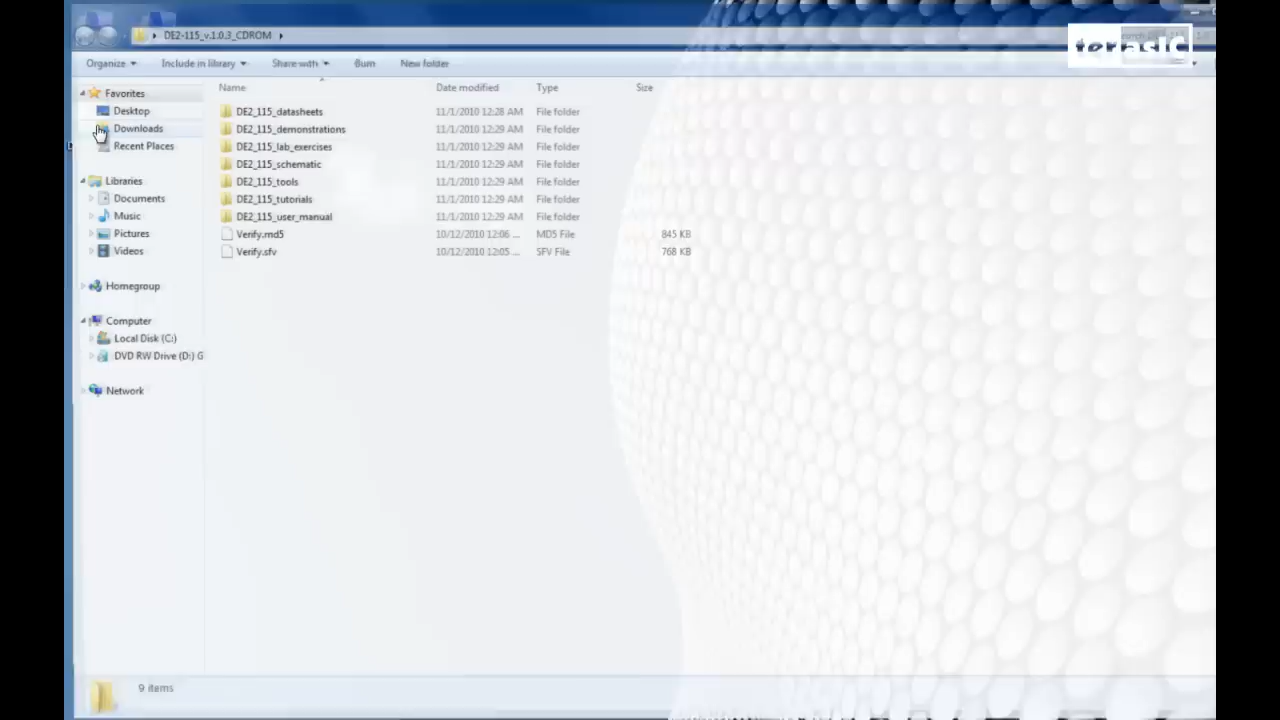 terasIC
DE2-115_v.1.0.3_CDROM
Organize Include in library Share with Burn New folder
Name Date modified Type Size
Favorites
Desktop
Downloads
Recent Places
Libraries
Documents
Music
Pictures
Videos
Homegroup
Computer
Local Disk (C:)
DVD RW Drive (D:) G
Network
DE2_115_datasheets 11/1/2010 12:28 AM File folder
DE2_115_demonstrations 11/1/2010 12:29 AM File folder
DE2_115_lab_exercises 11/1/2010 12:29 AM File folder
DE2_115_schematic 11/1/2010 12:29 AM File folder
DE2_115_tools 11/1/2010 12:29 AM File folder
DE2_115_tutorials 11/1/2010 12:29 AM File folder
DE2_115_user_manual 11/1/2010 12:29 AM File folder
Verify.md5 10/12/2010 12:06 ... MD5 File 845 KB
Verify.sfv 10/12/2010 12:05 ... SFV File 768 KB
9 items